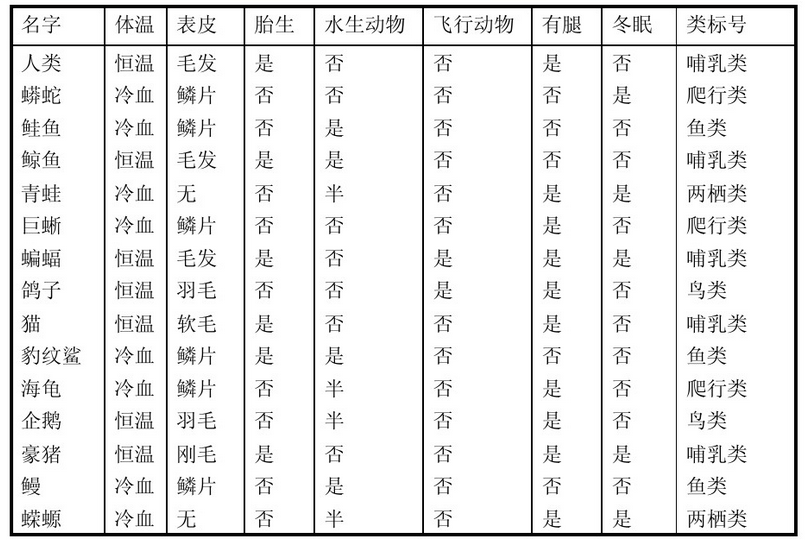 名字 体温 表皮 胎生 水生动物 飞行动物 有腿 冬眠 类标号
人类 恒温 毛发 是 否 否 是 否 哺乳类
蟒蛇 冷血 鳞片 否 否 否 否 是 爬行类
鲑鱼 冷血 鳞片 否 是 否 否 否 鱼类
鲸鱼 恒温 毛发 是 是 否 否 否 哺乳类
青蛙 冷血 无 否 半 否 是 是 两栖类
巨蜥 冷血 鳞片 否 否 否 是 否 爬行类
蝙蝠 恒温 毛发 是 否 是 是 是 哺乳类
鸽子 恒温 羽毛 否 否 是 是 否 鸟类
猫 恒温 软毛 是 否 否 是 否 哺乳类
豹纹鲨 冷血 鳞片 是 是 否 否 否 鱼类
海龟 冷血 鳞片 否 半 否 是 否 爬行类
企鹅 恒温 羽毛 否 半 否 是 否 鸟类
豪猪 恒温 刚毛 是 否 否 是 是 哺乳类
鳗 冷血 鳞片 否 是 否 否 否 鱼类
蝾螈 冷血 无 否 半 否 是 是 两栖类